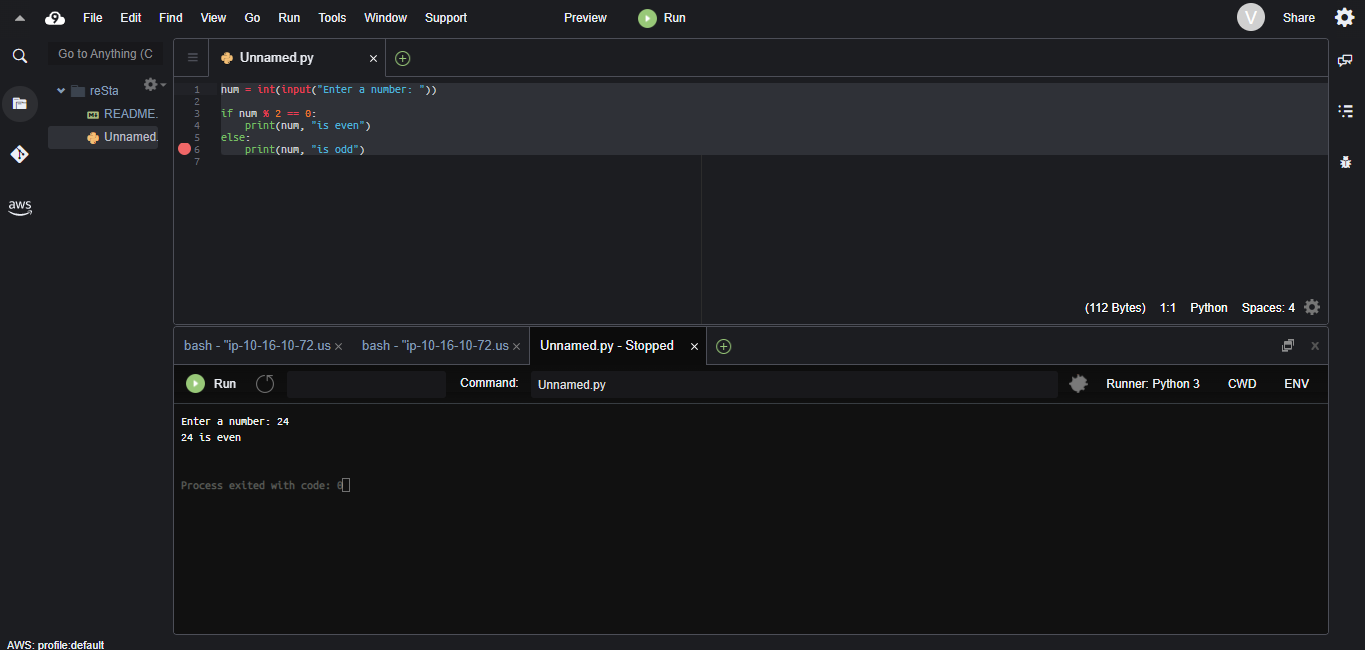 File Edit Find View Go Run Tools Window Support Preview Run V Share
Go to Anything (C
Unnamed.py
reSta
README.
Unnamed.
1 num = int(input("Enter a number: "))
2
3 if num % 2 == 0:
4 print(num, "is even")
5 else:
6 print(num, "is odd")
7
aws
(112 Bytes) 1:1 Python Spaces: 4
bash - "ip-10-16-10-72.us bash - "ip-10-16-10-72.us Unnamed.py - Stopped
Run Command: Unnamed.py Runner: Python 3 CWD ENV
Enter a number: 24
24 is even
Process exited with code: 0
AWS: profile:default